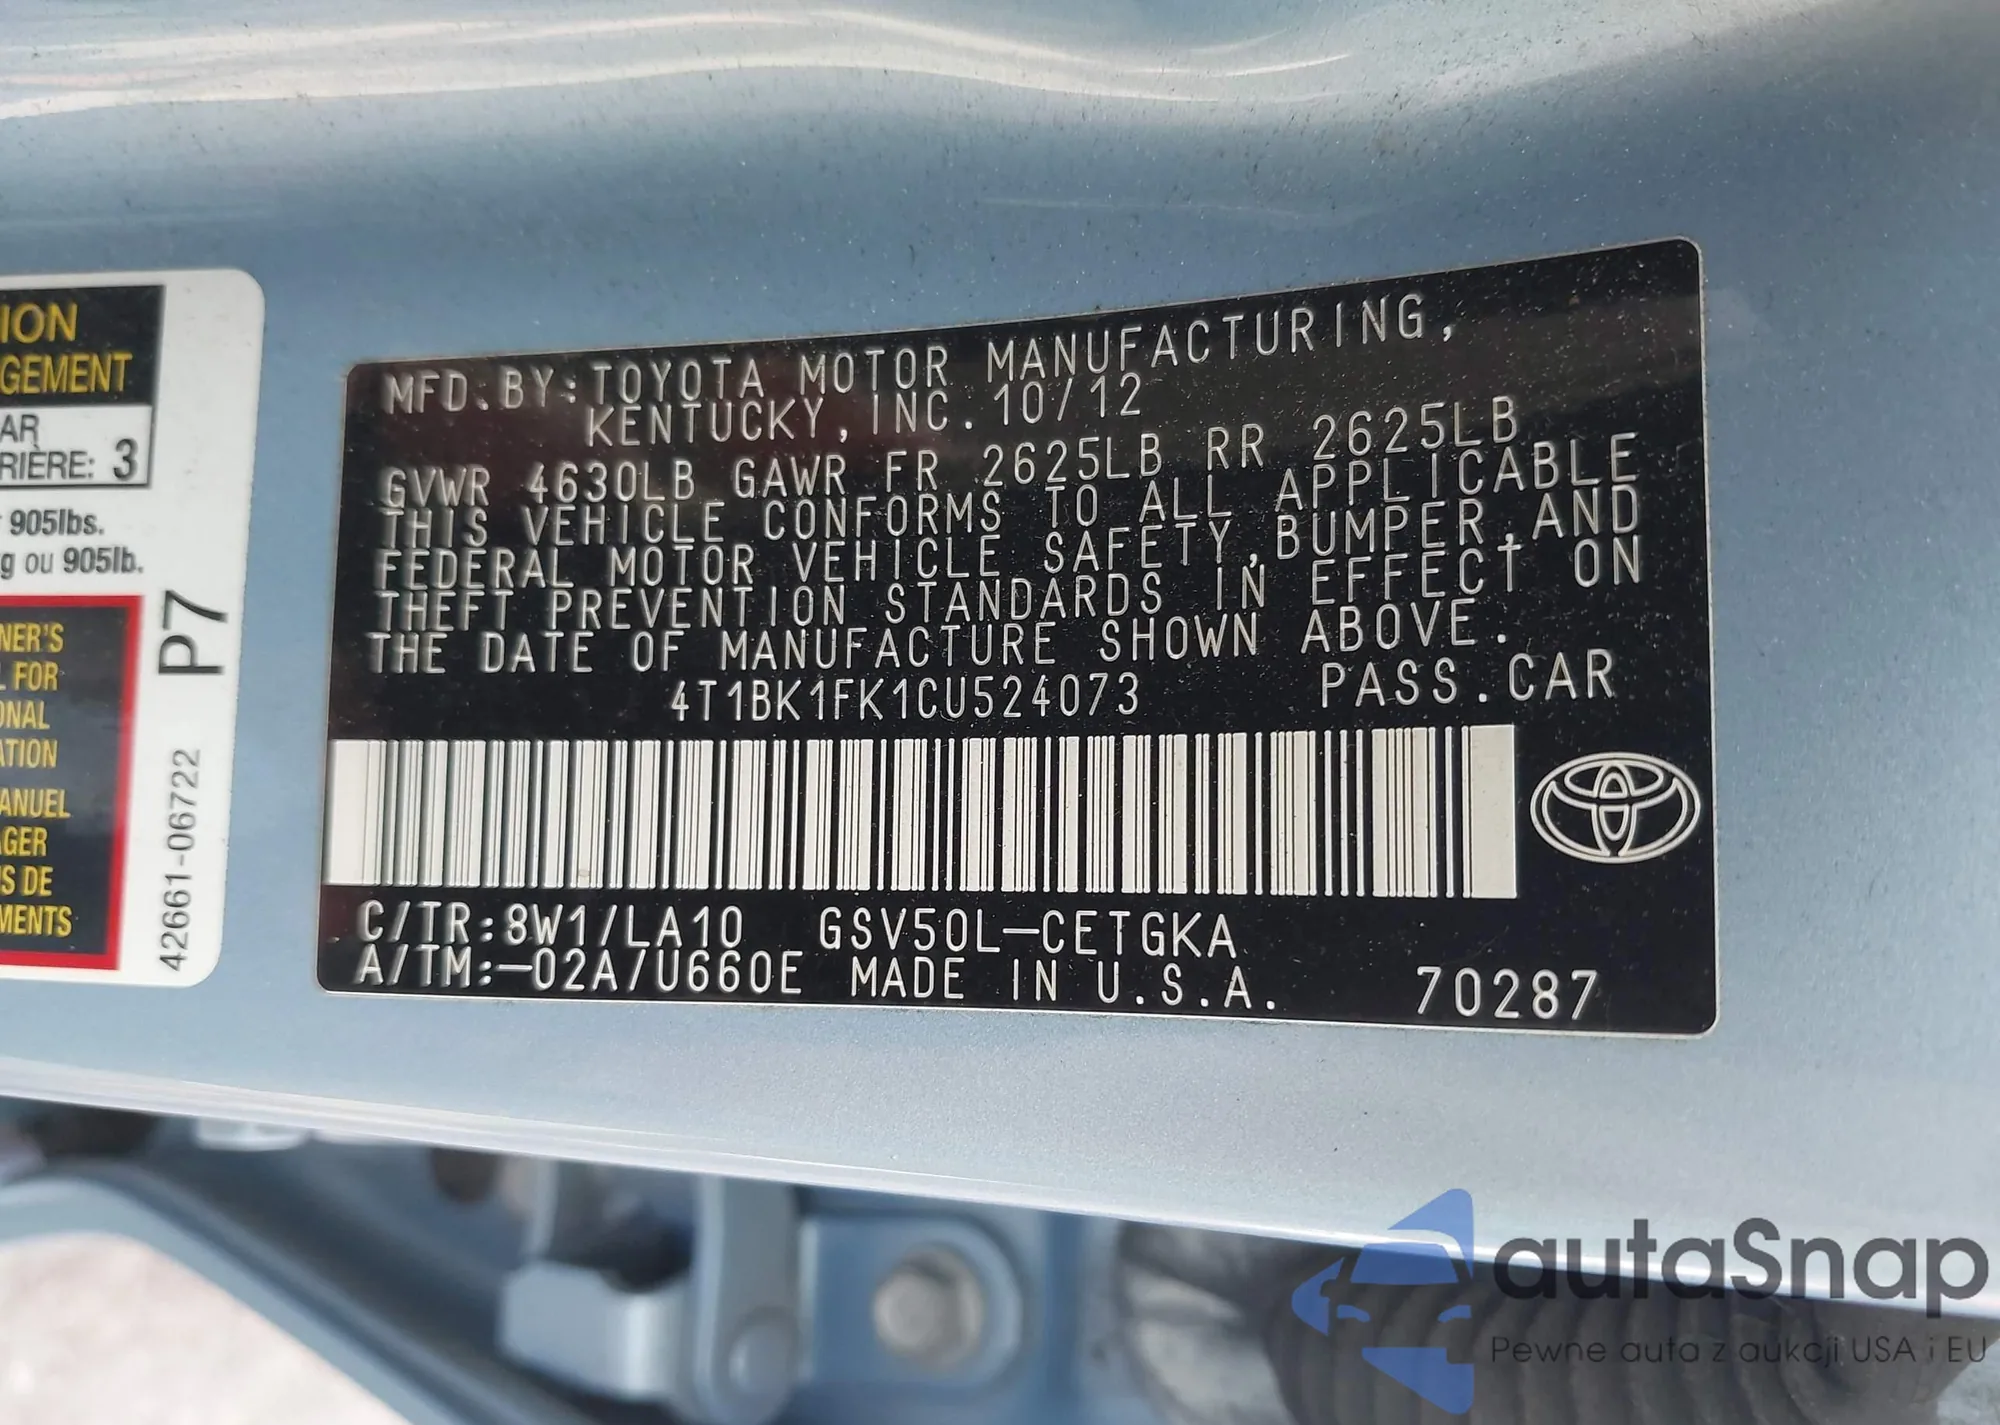 ION
GEMENT
AR
RIÈRE: 3
905lbs.
g ou 905lb.
NER'S
L FOR
ONAL
ATION
ANUEL
AGER
S DE
MENTS
P7
42661-06722
MFD.BY:TOYOTA MOTOR MANUFACTURING,
KENTUCKY, INC. 10/12
GVWR 4630LB GAWR FR 2625LB RR 2625LB
THIS VEHICLE CONFORMS TO ALL APPLICABLE
FEDERAL MOTOR VEHICLE SAFETY,BUMPER,AND
THEFT PREVENTION STANDARDS IN EFFECT ON
THE DATE OF MANUFACTURE SHOWN ABOVE.
4T1BK1FK1CU524073 PASS.CAR
C/TR:8W1/LA10 GSV50L-CETGKA
A/TM:-02A/U660E MADE IN U.S.A. 70287
autaSnap
Pewne auta z aukcji USA i EU